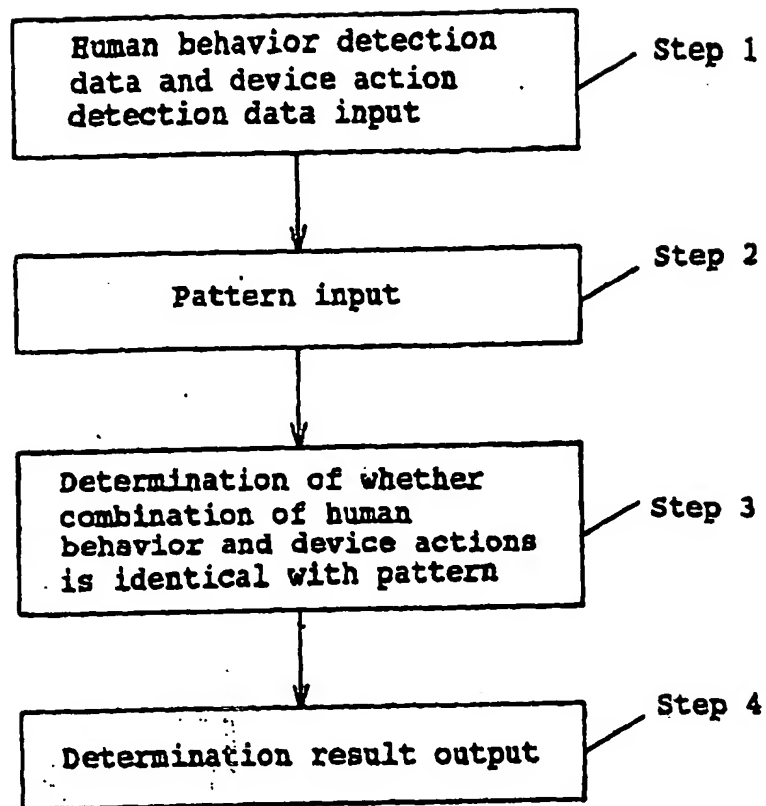 Human behavior detection
data and device action
detection data input
Step 1
Pattern input
Step 2
Determination of whether
combination of human
behavior and device actions
is identical with pattern
Step 3
Determination result output
Step 4